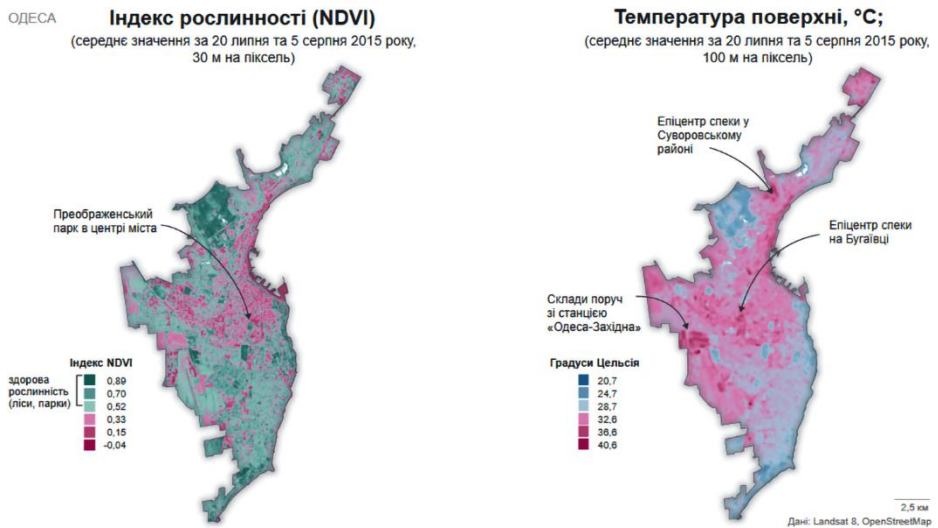 ОДЕСА
Індекс рослинності (NDVI)
(середнє значення за 20 липня та 5 серпня 2015 року,
30 м на піксель)
Преображенський
парк в центрі міста
Індекс NDVI
здорова
рослинність
(ліси, парки)
0,89
0,70
0,52
0,33
0,15
-0,04
Температура поверхні, °C;
(середнє значення за 20 липня та 5 серпня 2015 року,
100 м на піксель)
Епіцентр спеки у
Суворовському
районі
Епіцентр спеки
на Бугаївці
Склади поруч
зі станцією
«Одеса-Західна»
Градуси Цельсія
20,7
24,7
28,7
32,6
36,6
40,6
2,5 км
Дані: Landsat 8, OpenStreetMap